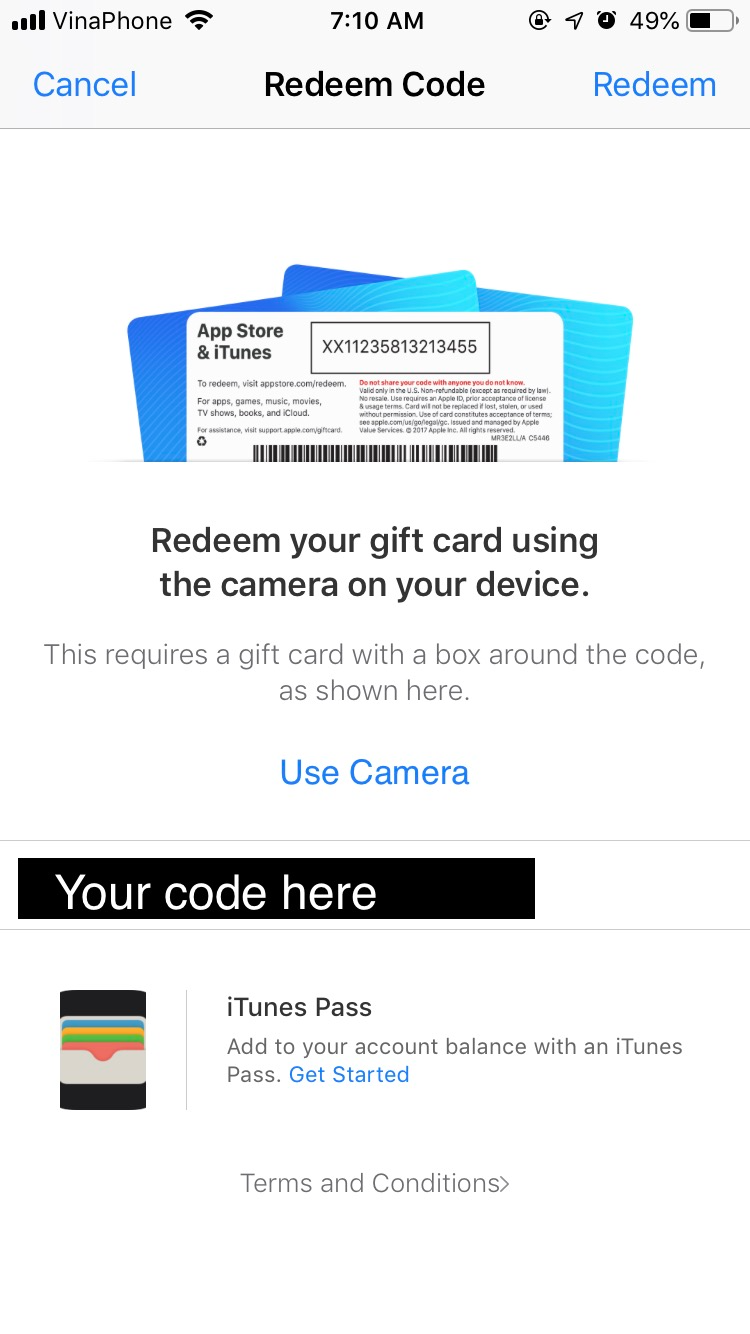 VinaPhone 7:10 AM 49%
Cancel Redeem Code Redeem
App Store
& iTunes
XX11235813213455
To redeem, visit appstore.com/redeem.
For apps, games, music, movies,
TV shows, books, and iCloud.
For assistance, visit support.apple.com/giftcard.
Do not share your code with anyone you do not know.
Valid only in the U.S. Non-refundable (except as required by law).
No resale. Use requires an Apple ID, prior acceptance of license
& usage terms. Card will not be replaced if lost, stolen, or used
without permission. Use of card constitutes acceptance of terms;
see apple.com/us/go/legal/gc. Issued and managed by Apple
Value Services. © 2017 Apple Inc. All rights reserved.
MR3E2LL/A C5446
Redeem your gift card using
the camera on your device.
This requires a gift card with a box around the code,
as shown here.
Use Camera
Your code here
iTunes Pass
Add to your account balance with an iTunes
Pass. Get Started
Terms and Conditions>